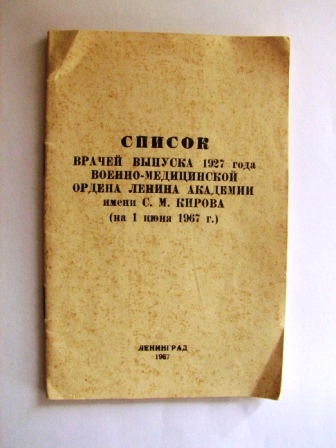 СПИСОК
ВРАЧЕЙ ВЫПУСКА 1927 года
ВОЕННО-МЕДИЦИНСКОЙ
ОРДЕНА ЛЕНИНА АКАДЕМИИ
имени С. М. КИРОВА
(на 1 июня 1967 г.)
ЛЕНИНГРАД
1967